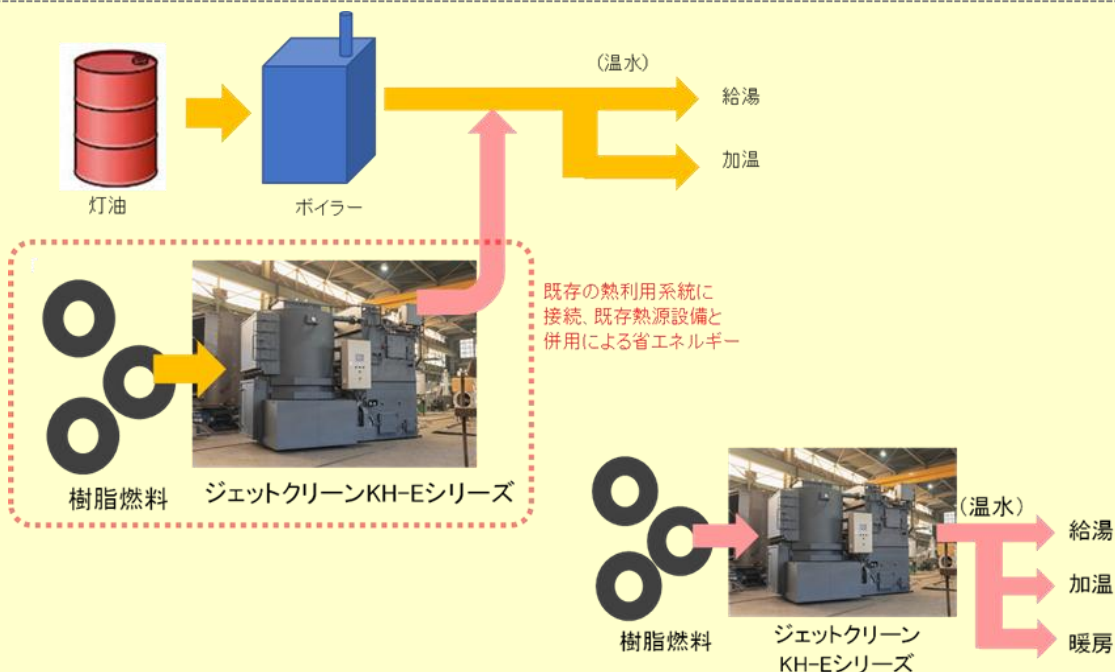 (温水)
給湯
加温
灯油
ボイラー
既存の熱利用系統に
接続、既存熱源設備と
併用による省エネルギー
樹脂燃料
ジェットクリーンKH-Eシリーズ
(温水)
給湯
加温
暖房
樹脂燃料
ジェットクリーン
KH-Eシリーズ